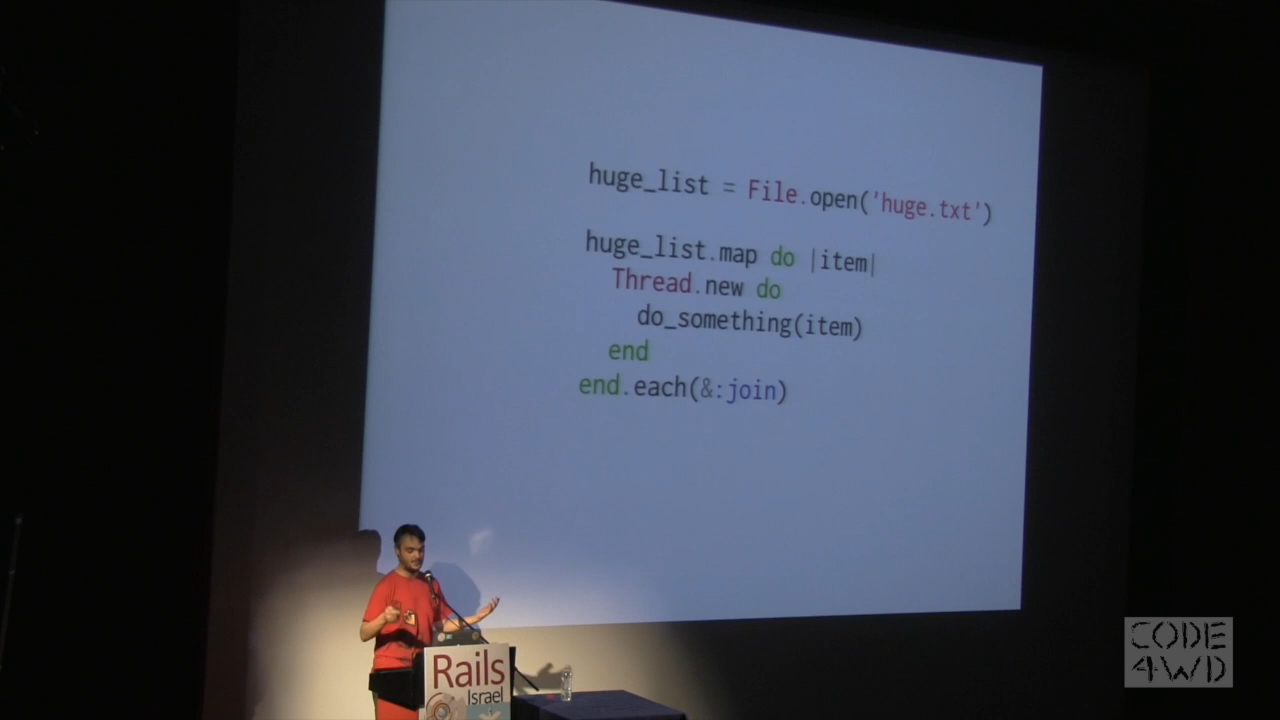 huge_list = File.open('huge.txt')
huge_list.map do |item|
  Thread.new do
    do_something(item)
  end
end.each(&:join)
Rails
Israel
CODE
4WD